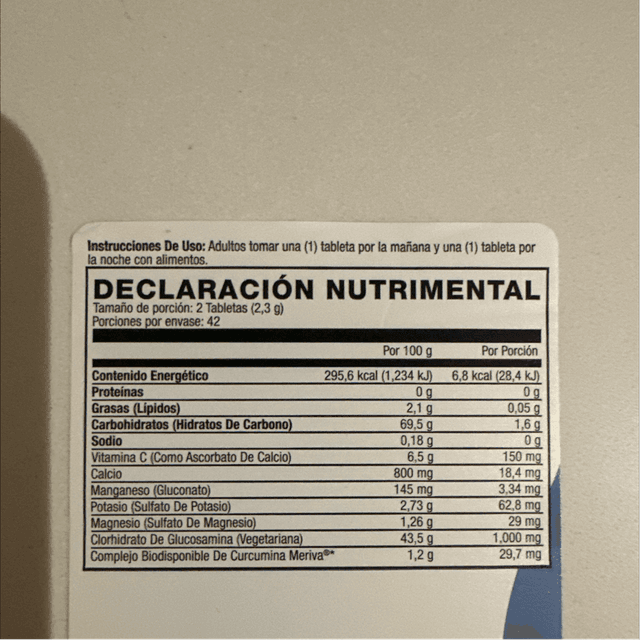 Instrucciones De Uso: Adultos tomar una (1) tableta por la mañana y una (1) tableta por
la noche con alimentos.
DECLARACIÓN NUTRIMENTAL
Tamaño de porción: 2 Tabletas (2,3 g)
Porciones por envase: 42
Por 100 g Por Porción
Contenido Energético 295,6 kcal (1,234 kJ) 6,8 kcal (28,4 kJ)
Proteínas 0 g 0 g
Grasas (Lípidos) 2,1 g 0,05 g
Carbohidratos (Hidratos De Carbono) 69,5 g 1,6 g
Sodio 0,18 g 0 g
Vitamina C (Como Ascorbato De Calcio) 6,5 g 150 mg
Calcio 800 mg 18,4 mg
Manganeso (Gluconato) 145 mg 3,34 mg
Potasio (Sulfato De Potasio) 2,73 g 62,8 mg
Magnesio (Sulfato De Magnesio) 1,26 g 29 mg
Clorhidrato De Glucosamina (Vegetariana) 43,5 g 1,000 mg
Complejo Biodisponible De Curcumina Meriva®* 1,2 g 29,7 mg